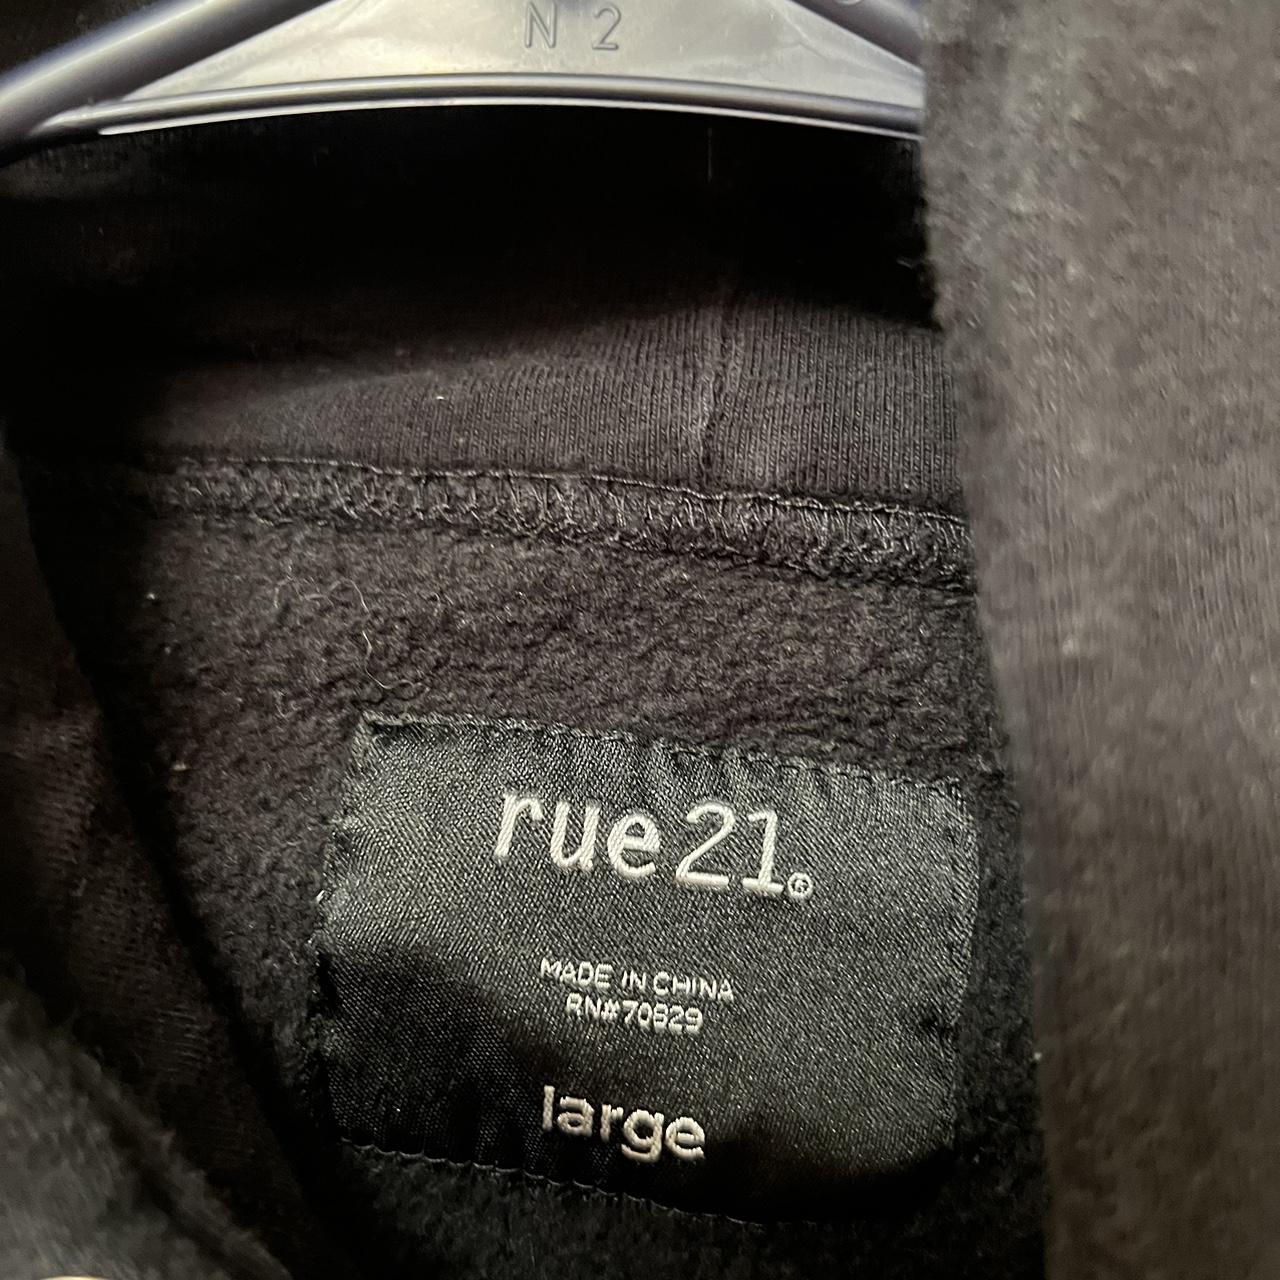 N 2
rue21®
MADE IN CHINA
RN#70829
large